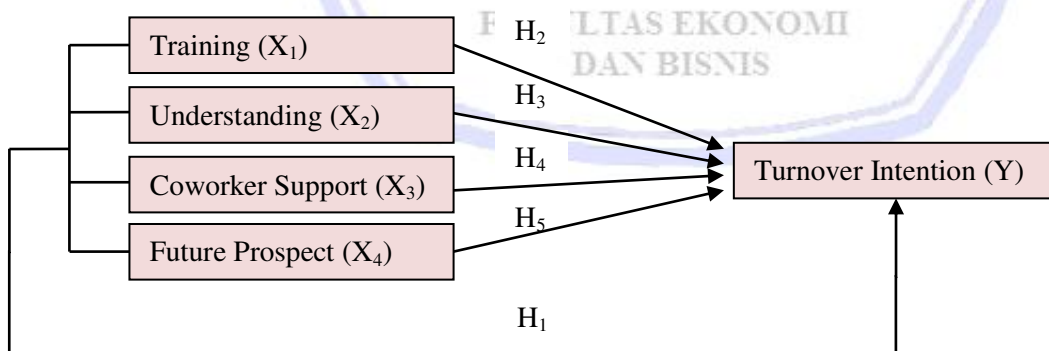 F LTAS EKONOMI
DAN BISNIS
Training (X₁)
H₂
Understanding (X₂)
H₃
Coworker Support (X₃)
H₄
Turnover Intention (Y)
Future Prospect (X₄)
H₅
H₁